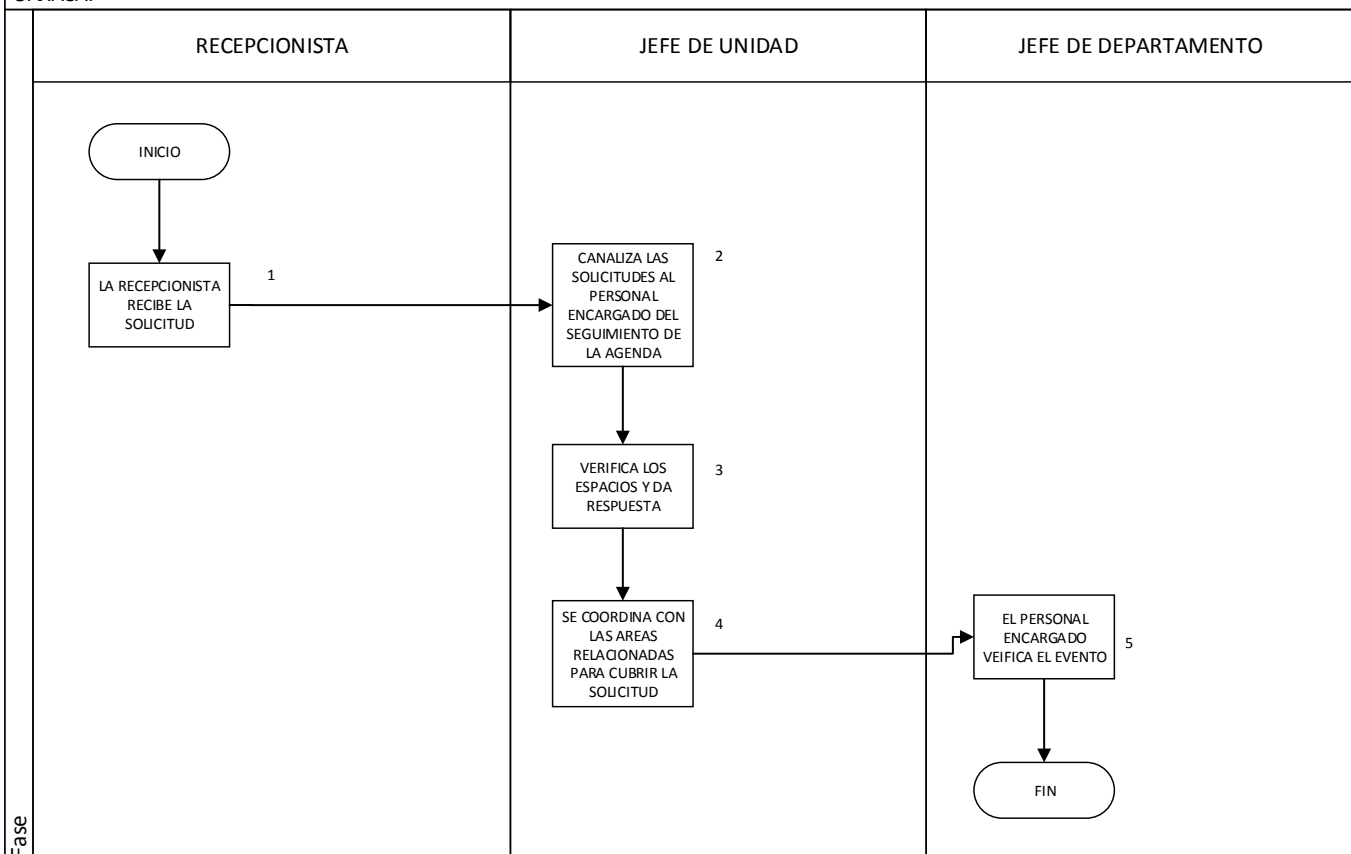 RECEPCIONISTA
JEFE DE UNIDAD
JEFE DE DEPARTAMENTO
INICIO
LA RECEPCIONISTA
RECIBE LA
SOLICITUD
1
CANALIZA LAS
SOLICITUDES AL
PERSONAL
ENCARGADO DEL
SEGUIMIENTO DE
LA AGENDA
2
VERIFICA LOS
ESPACIOS Y DA
RESPUESTA
3
SE COORDINA CON
LAS AREAS
RELACIONADAS
PARA CUBRIR LA
SOLICITUD
4
EL PERSONAL
ENCARGADO
VEIFICA EL EVENTO
5
FIN
Fase